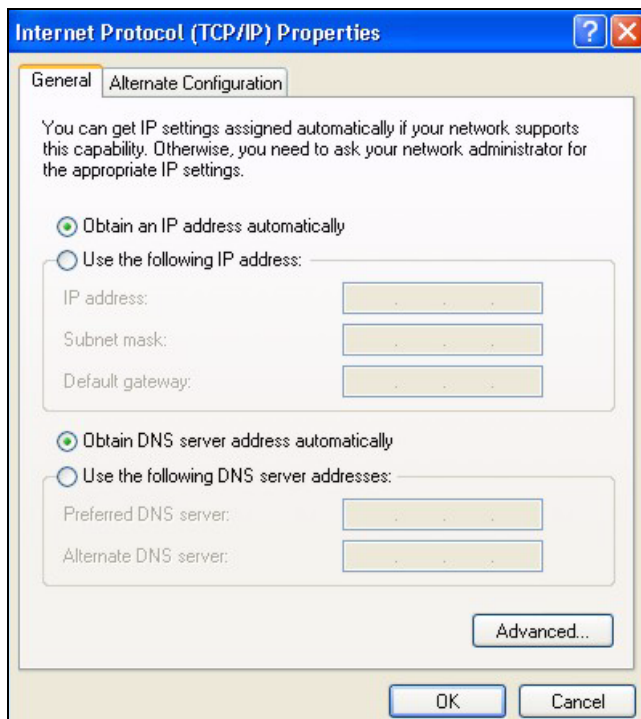 Internet Protocol (TCP/IP) Properties
General
Alternate Configuration
You can get IP settings assigned automatically if your network supports
this capability. Otherwise, you need to ask your network administrator for
the appropriate IP settings.
Obtain an IP address automatically
Use the following IP address:
IP address:
Subnet mask:
Default gateway:
Obtain DNS server address automatically
Use the following DNS server addresses:
Preferred DNS server:
Alternate DNS server:
Advanced...
OK
Cancel